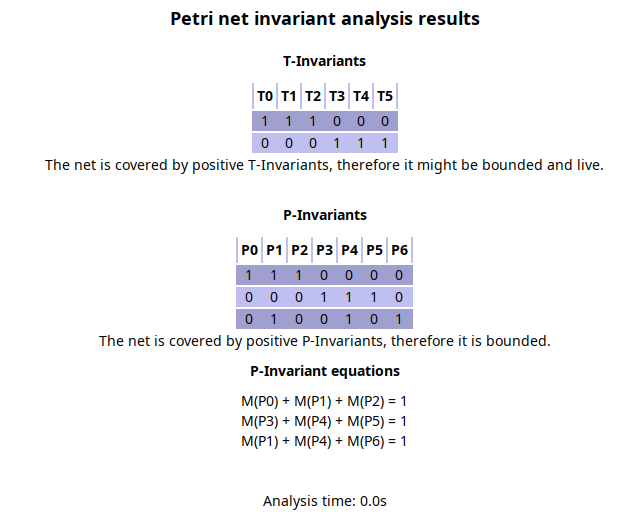 Petri net invariant analysis results
T-Invariants
T0 T1 T2 T3 T4 T5
1 1 1 0 0 0
0 0 0 1 1 1
The net is covered by positive T-Invariants, therefore it might be bounded and live.
P-Invariants
P0 P1 P2 P3 P4 P5 P6
1 1 1 0 0 0 0
0 0 0 1 1 1 0
0 1 0 0 1 0 1
The net is covered by positive P-Invariants, therefore it is bounded.
P-Invariant equations
M(P0) + M(P1) + M(P2) = 1
M(P3) + M(P4) + M(P5) = 1
M(P1) + M(P4) + M(P6) = 1
Analysis time: 0.0s